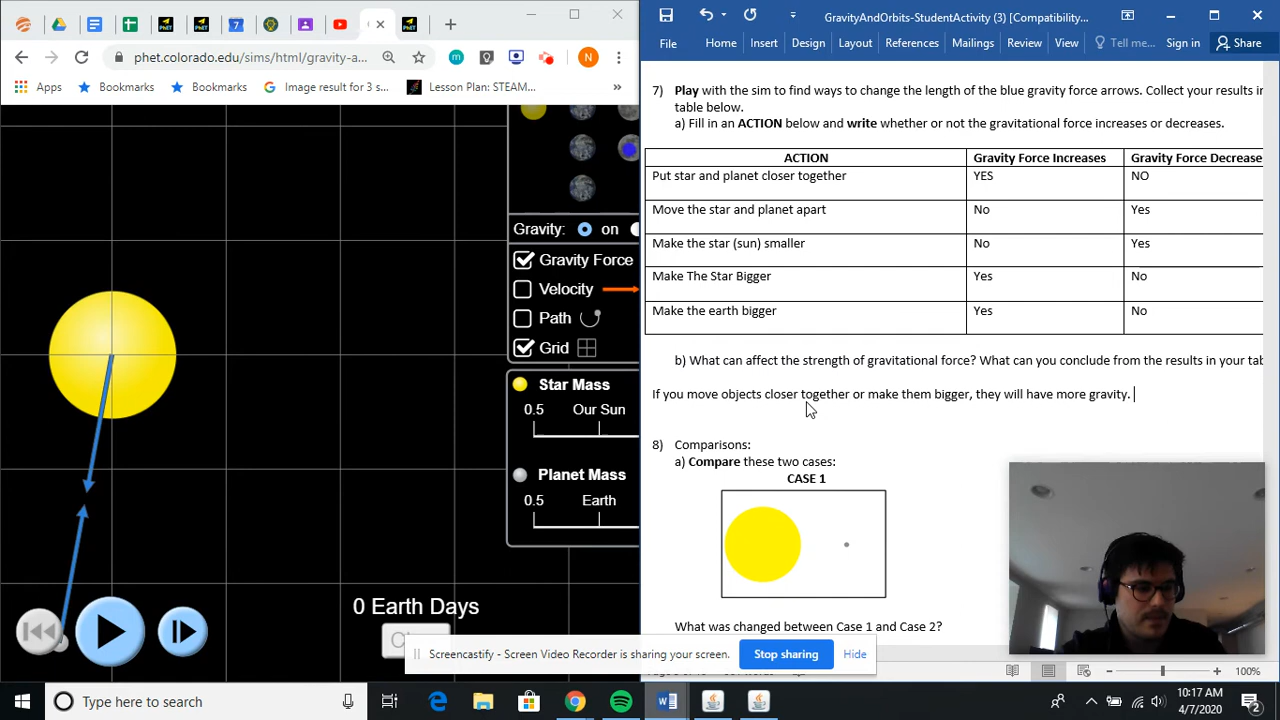 phet.colorado.edu/sims/html/gravity-a...
Apps
Bookmarks
Bookmarks
Image result for 3 s
Lesson Plan: STEAM...
»
Gravity:
on
Gravity Force
Velocity
Path
Grid
Star Mass
0.5
Our Sun
Planet Mass
0.5
Earth
0 Earth Days
GravityAndOrbits-StudentActivity (3) [Compatibility...
File
Home
Insert
Design
Layout
References
Mailings
Review
View
Tell me...
Sign in
Share
7) Play with the sim to find ways to change the length of the blue gravity force arrows. Collect your results in
table below.
a) Fill in an ACTION below and write whether or not the gravitational force increases or decreases.
ACTION
Gravity Force Increases
Gravity Force Decrease
Put star and planet closer together
YES
NO
Move the star and planet apart
No
Yes
Make the star (sun) smaller
No
Yes
Make The Star Bigger
Yes
No
Make the earth bigger
Yes
No
b) What can affect the strength of gravitational force? What can you conclude from the results in your tab
If you move objects closer together or make them bigger, they will have more gravity.
8) Comparisons:
a) Compare these two cases:
CASE 1
What was changed between Case 1 and Case 2?
Screencastify - Screen Video Recorder is sharing your screen.
Stop sharing
Hide
100%
Type here to search
10:17 AM
4/7/2020
2